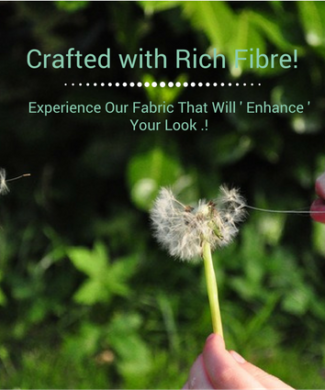 Crafted with Rich Fibre!
Experience Our Fabric That Will ' Enhance '
Your Look .!